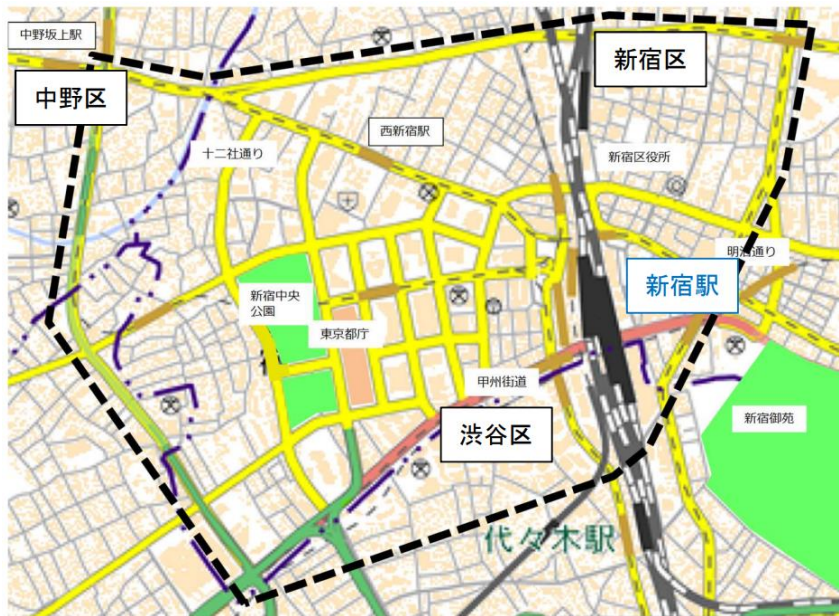 中野坂上駅
新宿区
中野区
西新宿駅
十二社通り
新宿区役所
明治通り
新宿駅
新宿中央
公園
東京都庁
甲州街道
渋谷区
新宿御苑
代々木駅